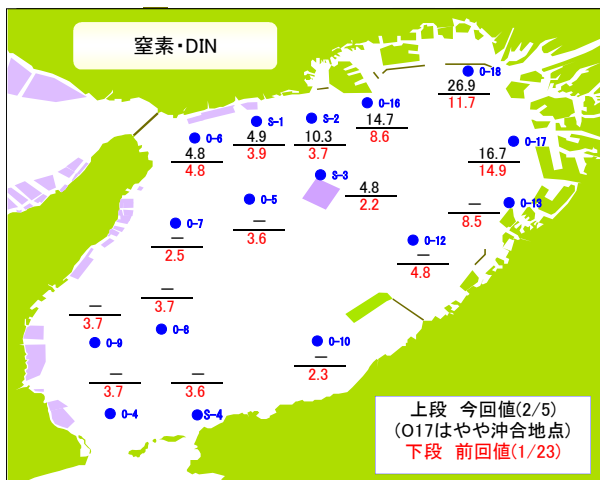 窒素・DIN
O-18
26.9
11.7
O-16
14.7
8.6
S-2
10.3
3.7
S-1
4.9
3.9
O-6
4.8
4.8
O-17
16.7
14.9
S-3
4.8
2.2
O-5
―
3.6
O-13
―
8.5
O-7
―
2.5
O-12
―
4.8
―
3.7
O-8
―
3.7
O-9
O-10
―
2.3
―
3.7
O-4
―
3.6
S-4
上段 今回値(2/5)
(O17はやや沖合地点)
下段 前回値(1/23)